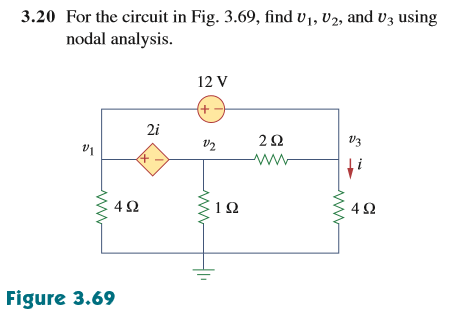 3.20 For the circuit in Fig. 3.69, find v₁, v₂, and v₃ using
nodal analysis.
12 V
+ −
2i
v₁
+ −
v₂
2 Ω
v₃
i
4 Ω
1 Ω
4 Ω
Figure 3.69